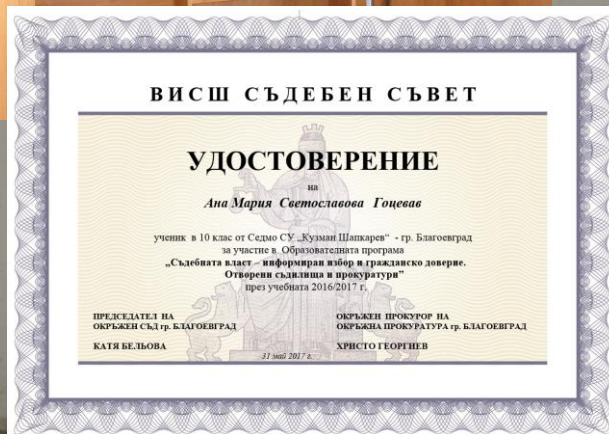 ВИСШ СЪДЕБЕН СЪВЕТ
УДОСТОВЕРЕНИЕ
на
Ана Мария Светославова Гоцевав
ученик в 10 клас от Седмо СУ „Кузман Шапкарев“ - гр. Благоевград
за участие в Образователната програма
„Съдебната власт – информиран избор и гражданско доверие.
Отворени съдилища и прокуратури”
през учебната 2016/2017 г.
ПРЕДСЕДАТЕЛ НА
ОКРЪЖЕН СЪД гр. БЛАГОЕВГРАД
КАТЯ БЕЛЬОВА
ОКРЪЖЕН ПРОКУРОР НА
ОКРЪЖНА ПРОКУРАТУРА гр. БЛАГОЕВГРАД
ХРИСТО ГЕОРГИЕВ
31 май 2017 г.